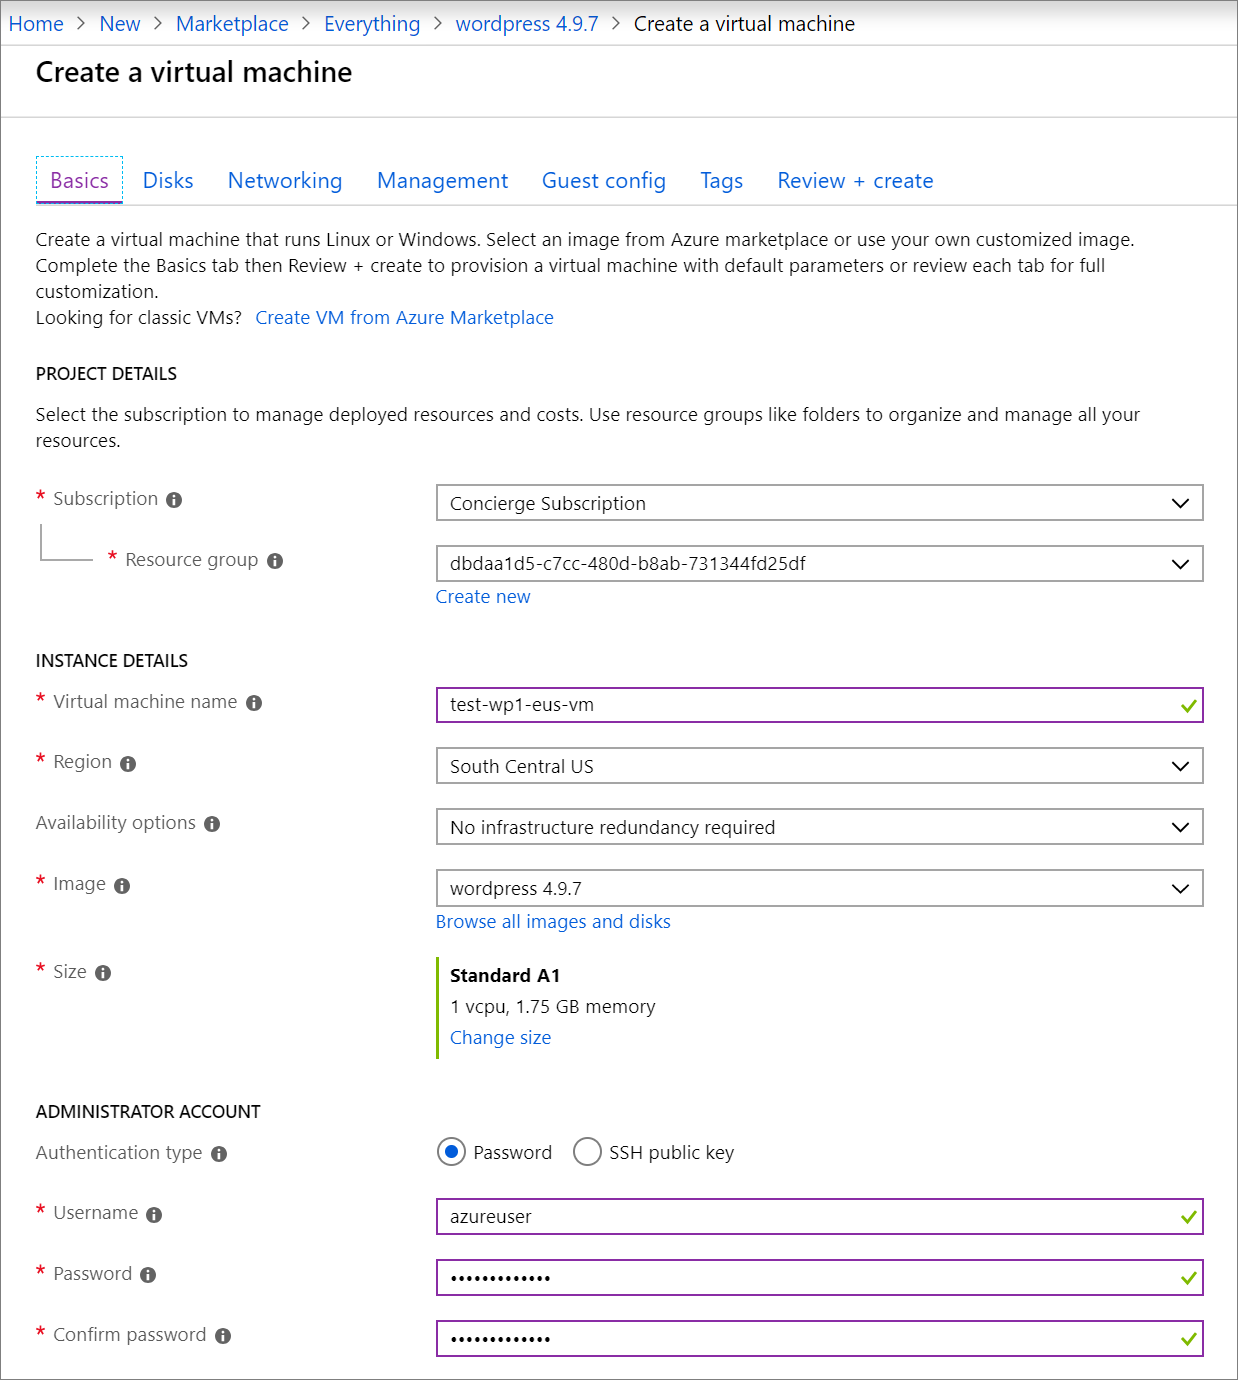 Home > New > Marketplace > Everything > wordpress 4.9.7 > Create a virtual machine
Create a virtual machine
Basics Disks Networking Management Guest config Tags Review + create
Create a virtual machine that runs Linux or Windows. Select an image from Azure marketplace or use your own customized image.
Complete the Basics tab then Review + create to provision a virtual machine with default parameters or review each tab for full
customization.
Looking for classic VMs? Create VM from Azure Marketplace
PROJECT DETAILS
Select the subscription to manage deployed resources and costs. Use resource groups like folders to organize and manage all your
resources.
* Subscription Concierge Subscription
* Resource group dbdaa1d5-c7cc-480d-b8ab-731344fd25df
Create new
INSTANCE DETAILS
* Virtual machine name test-wp1-eus-vm
* Region South Central US
Availability options No infrastructure redundancy required
* Image wordpress 4.9.7
Browse all images and disks
* Size Standard A1
1 vcpu, 1.75 GB memory
Change size
ADMINISTRATOR ACCOUNT
Authentication type Password SSH public key
* Username azureuser
* Password •••••••••••••
* Confirm password •••••••••••••